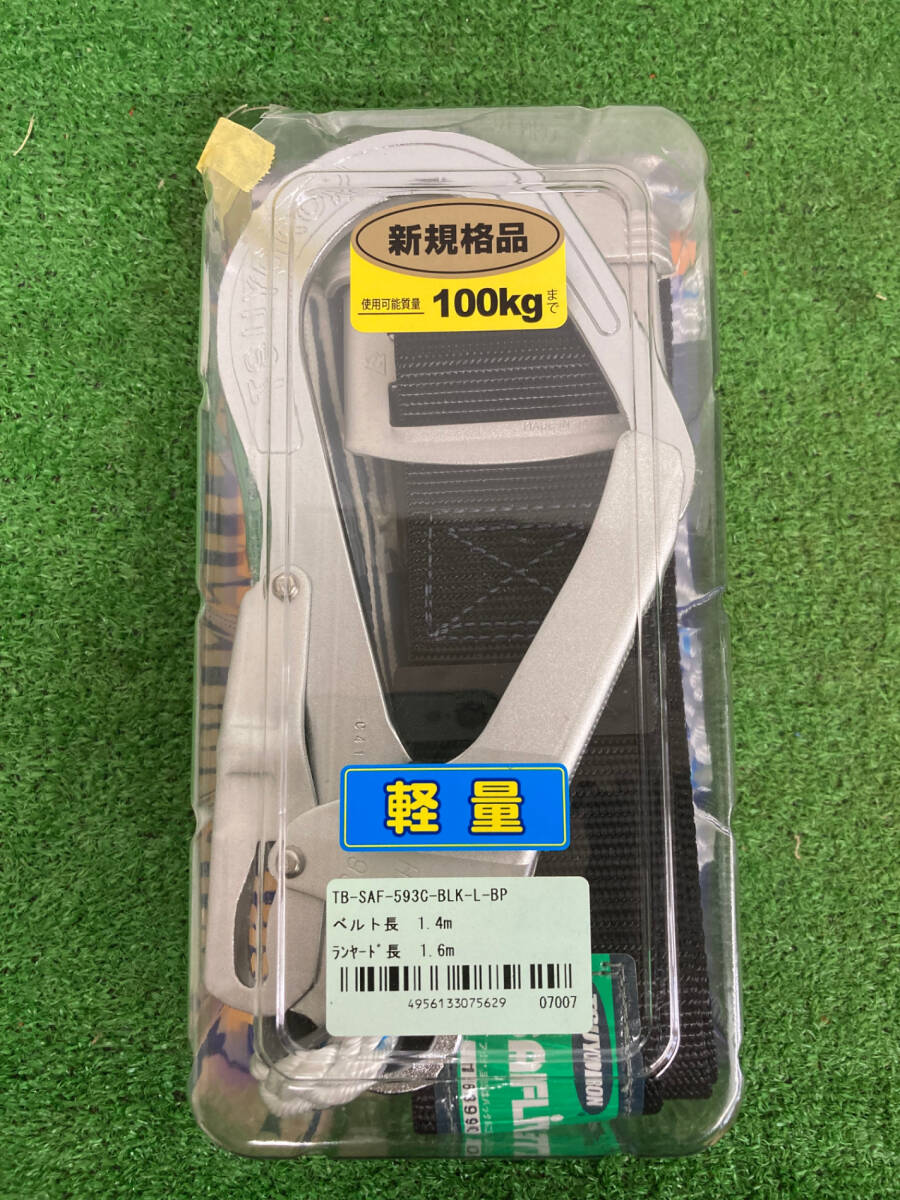 新規格品
使用可能質量 100kgまで
MADE IN
軽量
TB-SAF-593C-BLK-L-BP
ベルト長 1.4m
ﾗﾝﾔｰﾄﾞ長 1.6m
4956133075629 07007